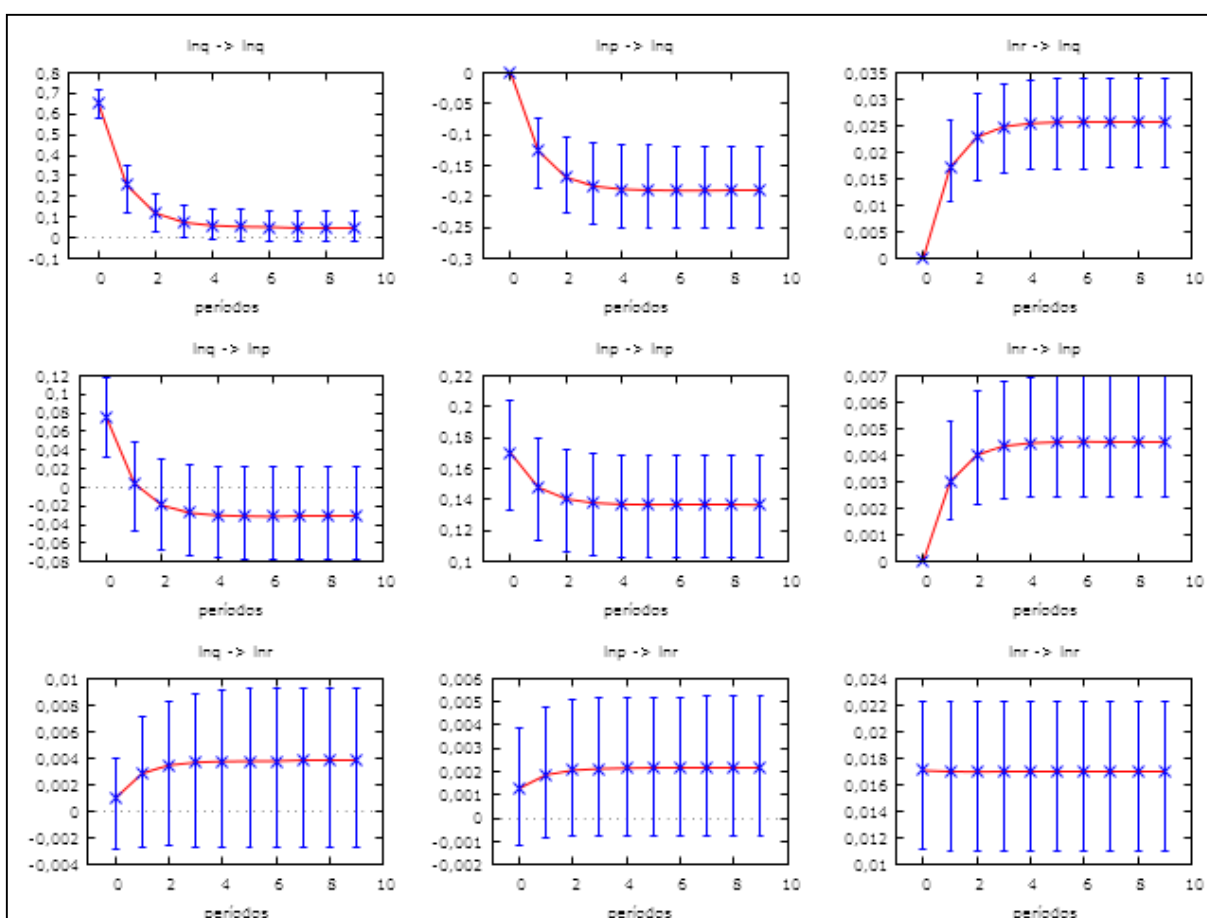 lnq -> lnq
0,8
0,7
0,6
0,5
0,4
0,3
0,2
0,1
0
-0,1
0 2 4 6 8 10
períodos
lnp -> lnq
0
-0,05
-0,1
-0,15
-0,2
-0,25
-0,3
0 2 4 6 8 10
períodos
lnr -> lnq
0,035
0,03
0,025
0,02
0,015
0,01
0,005
0
0 2 4 6 8 10
períodos
lnq -> lnp
0,12
0,1
0,08
0,06
0,04
0,02
0
-0,02
-0,04
-0,06
-0,08
0 2 4 6 8 10
períodos
lnp -> lnp
0,22
0,2
0,18
0,16
0,14
0,12
0,1
0 2 4 6 8 10
períodos
lnr -> lnp
0,007
0,006
0,005
0,004
0,003
0,002
0,001
0
0 2 4 6 8 10
períodos
lnq -> lnr
0,01
0,008
0,006
0,004
0,002
0
-0,002
-0,004
0 2 4 6 8 10
períodos
lnp -> lnr
0,006
0,005
0,004
0,003
0,002
0,001
0
-0,001
-0,002
0 2 4 6 8 10
períodos
lnr -> lnr
0,024
0,022
0,02
0,018
0,016
0,014
0,012
0,01
0 2 4 6 8 10
períodos